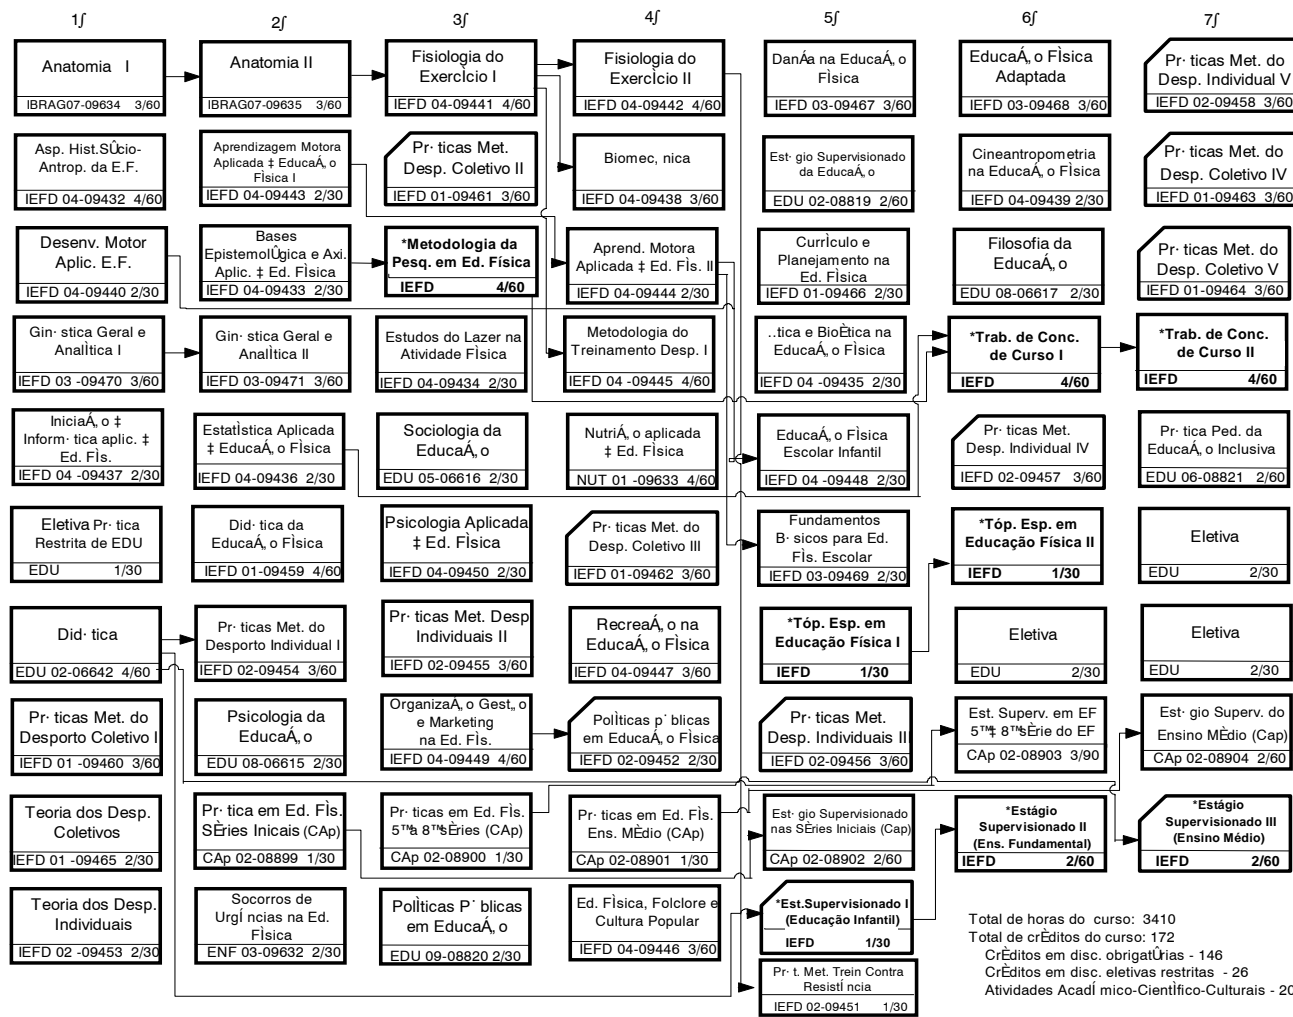 1∫ 2∫ 3∫ 4∫ 5∫ 6∫ 7∫
Anatomia I
IBRAG07-09634 3/60
Anatomia II
IBRAG07-09635 3/60
Fisiologia do
ExercÌcio I
IEFD 04-09441 4/60
Fisiologia do
ExercÌcio II
IEFD 04-09442 4/60
DanÁa na EducaÁ„o
FÌsica
IEFD 03-09467 3/60
EducaÁ„o FÌsica
Adaptada
IEFD 03-09468 3/60
Pr·ticas Met. do
Desp. Individual V
IEFD 02-09458 3/60
Asp. Hist.SÛcio-
Antrop. da E.F.
IEFD 04-09432 4/60
Aprendizagem Motora
Aplicada ‡ EducaÁ„o
FÌsica I
IEFD 04-09443 2/30
Pr·ticas Met.
Desp. Coletivo II
IEFD 01-09461 3/60
Biomec‚nica
IEFD 04-09438 3/60
Est·gio Supervisionado
da EducaÁ„o
EDU 02-08819 2/60
Cineantropometria
na EducaÁ„o FÌsica
IEFD 04-09439 2/30
Pr·ticas Met. do
Desp. Coletivo IV
IEFD 01-09463 3/60
Desenv. Motor
Aplic. E.F.
IEFD 04-09440 2/30
Bases
EpistemolÛgica e Axi.
Aplic. ‡ Ed. FÌsica
IEFD 04-09433 2/30
*Metodologia da
Pesq. em Ed. Física
IEFD 4/60
Aprend. Motora
Aplicada ‡ Ed. FÌs. II
IEFD 04-09444 2/30
CurrÌculo e
Planejamento na
Ed. FÌsica
IEFD 01-09466 2/30
Filosofia da
EducaÁ„o
EDU 08-06617 2/30
Pr·ticas Met. do
Desp. Coletivo V
IEFD 01-09464 3/60
Gin·stica Geral e
AnalÌtica I
IEFD 03 -09470 3/60
Gin·stica Geral e
AnalÌtica II
IEFD 03-09471 3/60
Estudos do Lazer na
Atividade FÌsica
IEFD 04-09434 2/30
Metodologia do
Treinamento Desp. I
IEFD 04 -09445 4/60
…tica e BioÈtica na
EducaÁ„o FÌsica
IEFD 04 -09435 2/30
*Trab. de Conc.
de Curso I
IEFD 4/60
*Trab. de Conc.
de Curso II
IEFD 4/60
IniciaÁ„o ‡
Inform·tica aplic. ‡
Ed. FÌs.
IEFD 04 -09437 2/30
EstatÌstica Aplicada
‡ EducaÁ„o FÌsica
IEFD 04-09436 2/30
Sociologia da
EducaÁ„o
EDU 05-06616 2/30
NutriÁ„o aplicada
‡ Ed. FÌsica
NUT 01 -09633 4/60
EducaÁ„o FÌsica
Escolar Infantil
IEFD 04 -09448 2/30
Pr·ticas Met.
Desp. Individual IV
IEFD 02-09457 3/60
Pr·tica Ped. da
EducaÁ„o Inclusiva
EDU 06-08821 2/60
Eletiva Pr·tica
Restrita de EDU
EDU 1/30
Did·tica da
EducaÁ„o FÌsica
IEFD 01-09459 4/60
Psicologia Aplicada
‡ Ed. FÌsica
IEFD 04-09450 2/30
Pr·ticas Met. do
Desp. Coletivo III
IEFD 01-09462 3/60
Fundamentos
B·sicos para Ed.
FÌs. Escolar
IEFD 03-09469 2/30
*Tóp. Esp. em
Educação Física II
IEFD 1/30
Eletiva
EDU 2/30
Did·tica
EDU 02-06642 4/60
Pr·ticas Met. do
Desporto Individual I
IEFD 02-09454 3/60
Pr·ticas Met. Desp
Individuais II
IEFD 02-09455 3/60
RecreaÁ„o na
EducaÁ„o FÌsica
IEFD 04-09447 3/60
*Tóp. Esp. em
Educação Física I
IEFD 1/30
Eletiva
EDU 2/30
Eletiva
EDU 2/30
Pr·ticas Met. do
Desporto Coletivo I
IEFD 01 -09460 3/60
Psicologia da
EducaÁ„o
EDU 08-06615 2/30
OrganizaÁ„o Gest„o
e Marketing
na Ed. FÌs.
IEFD 04-09449 4/60
PolÌticas p˙blicas
em EducaÁ„o FÌsica
IEFD 02-09452 2/30
Pr·ticas Met.
Desp. Individuais III
IEFD 02-09456 3/60
Est. Superv. em EF
5™‡ 8™sÈrie do EF
CAp 02-08903 3/90
Est·gio Superv. do
Ensino MÈdio (Cap)
CAp 02-08904 2/60
Teoria dos Desp.
Coletivos
IEFD 01 -09465 2/30
Pr·tica em Ed. FÌs.
SÈries Inicais (CAp)
CAp 02-08899 1/30
Pr·ticas em Ed. FÌs.
5™a 8™sÈries (CAp)
CAp 02-08900 1/30
Pr·ticas em Ed. FÌs.
Ens. MÈdio (CAp)
CAp 02-08901 1/30
Est·gio Supervisionado
nas SÈries Iniciais (Cap)
CAp 02-08902 2/60
*Estágio
Supervisionado II
(Ens. Fundamental)
IEFD 2/60
*Estágio
Supervisionado III
(Ensino Médio)
IEFD 2/60
Teoria dos Desp.
Individuais
IEFD 02 -09453 2/30
Socorros de
UrgÍncias na Ed.
FÌsica
ENF 03-09632 2/30
PolÌticas P˙blicas
em EducaÁ„o
EDU 09-08820 2/30
Ed. FÌsica, Folclore e
Cultura Popular
IEFD 04-09446 3/60
*Est.Supervisionado I
(Educação Infantil)
IEFD 1/30
Pr·t. Met. Trein Contra
ResistÍncia
IEFD 02-09451 1/30
Total de horas do curso: 3410
Total de crÈditos do curso: 172
CrÈditos em disc. obrigatÛrias - 146
CrÈditos em disc. eletivas restritas - 26
Atividades AcadÍmico-CientÌfico-Culturais - 20